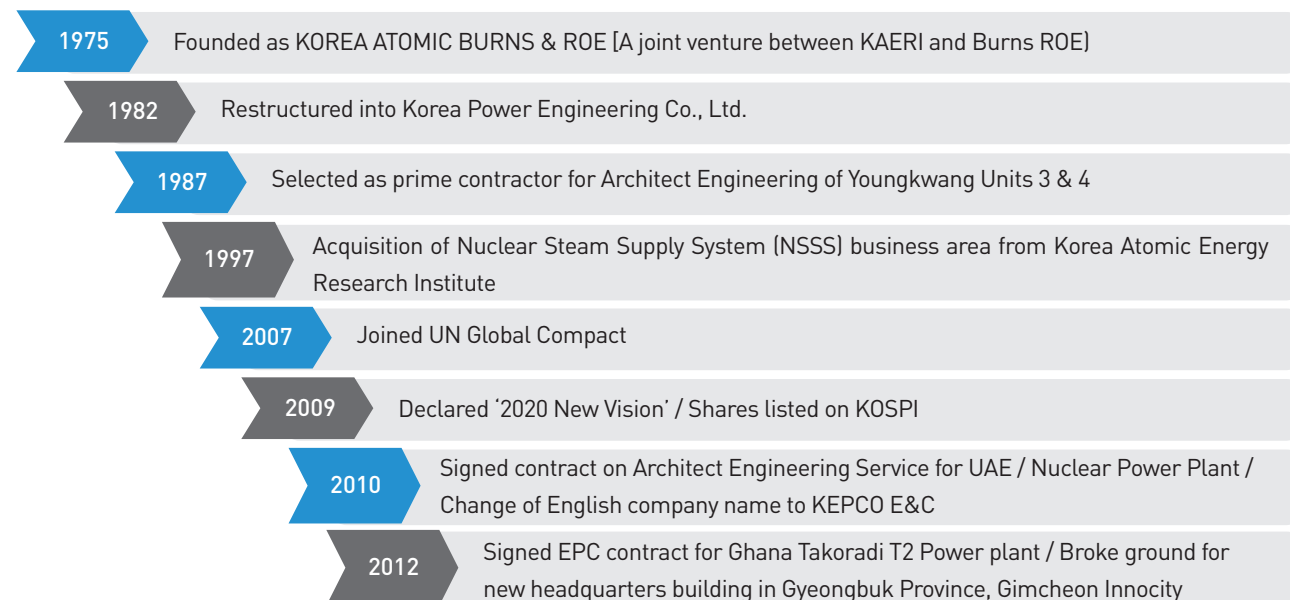 1975 Founded as KOREA ATOMIC BURNS & ROE [A joint venture between KAERI and Burns ROE)
1982 Restructured into Korea Power Engineering Co., Ltd.
1987 Selected as prime contractor for Architect Engineering of Youngkwang Units 3 & 4
1997 Acquisition of Nuclear Steam Supply System (NSSS) business area from Korea Atomic Energy
Research Institute
2007 Joined UN Global Compact
2009 Declared ‘2020 New Vision’ / Shares listed on KOSPI
2010 Signed contract on Architect Engineering Service for UAE / Nuclear Power Plant /
Change of English company name to KEPCO E&C
2012 Signed EPC contract for Ghana Takoradi T2 Power plant / Broke ground for
new headquarters building in Gyeongbuk Province, Gimcheon Innocity